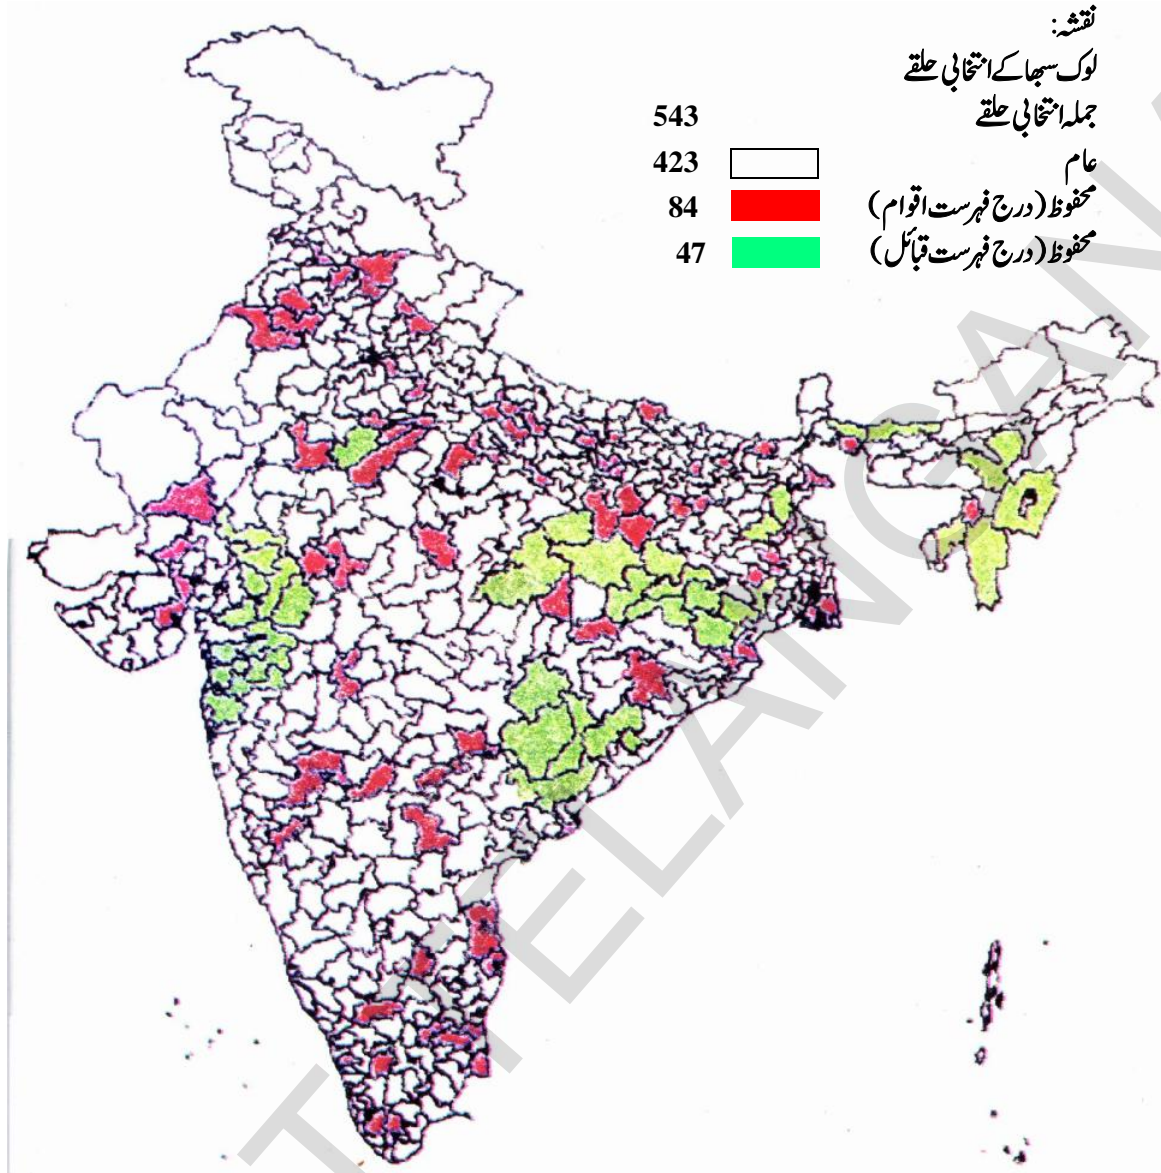 نقشہ:
لوک سبھا کے انتخابی حلقے
جملہ انتخابی حلقے 543
عام 423
محفوظ (درج فہرست اقوام) 84
محفوظ (درج فہرست قبائل) 47
TELANGANA